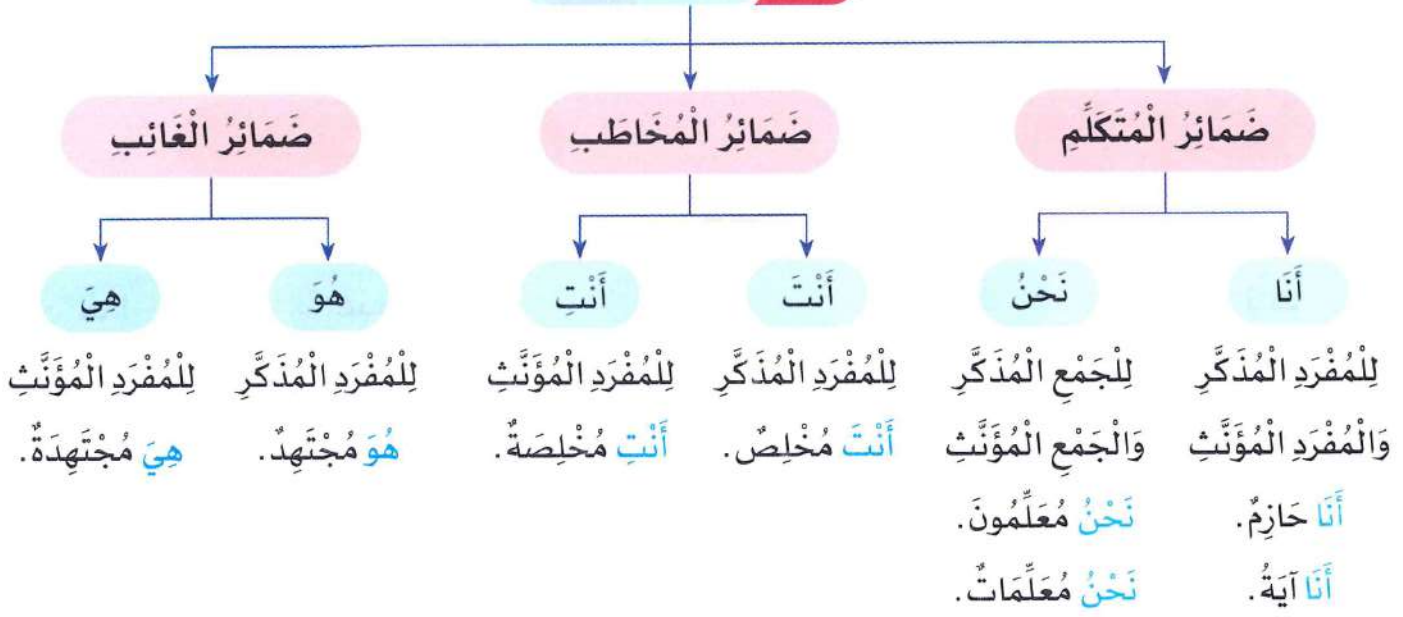 ضَمَائِرُ الْمُتَكَلِّمِ ضَمَائِرُ الْمُخَاطَبِ ضَمَائِرُ الْغَائِبِ
أَنَا نَحْنُ أَنْتَ أَنْتِ هُوَ هِيَ
لِلْمُفْرَدِ الْمُذَكَّرِ لِلْجَمْعِ الْمُذَكَّرِ لِلْمُفْرَدِ الْمُذَكَّرِ لِلْمُفْرَدِ الْمُؤَنَّثِ لِلْمُفْرَدِ الْمُذَكَّرِ لِلْمُفْرَدِ الْمُؤَنَّثِ
وَالْمُفْرَدِ الْمُؤَنَّثِ وَالْجَمْعِ الْمُؤَنَّثِ أَنْتَ مُخْلِصٌ. أَنْتِ مُخْلِصَةٌ. هُوَ مُجْتَهِدٌ. هِيَ مُجْتَهِدَةٌ.
أَنَا حَازِمٌ. نَحْنُ مُعَلِّمُونَ.
أَنَا آيَةُ. نَحْنُ مُعَلِّمَاتٌ.